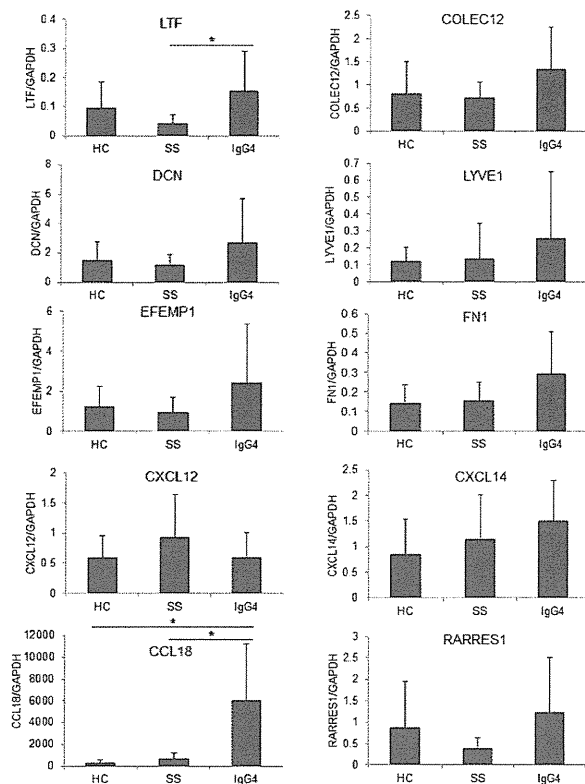 LTF
*
LTF/GAPDH
0.4
0.3
0.2
0.1
0
HC SS IgG4
COLEC12
COLEC12/GAPDH
2.5
2
1.5
1
0.5
0
HC SS IgG4
DCN
DCN/GAPDH
8
6
4
2
0
HC SS IgG4
LYVE1
LYVE1/GAPDH
0.7
0.6
0.5
0.4
0.3
0.2
0.1
0
HC SS IgG4
EFEMP1
EFEMP1/GAPDH
6
4
2
0
HC SS IgG4
FN1
FN1/GAPDH
0.6
0.5
0.4
0.3
0.2
0.1
0
HC SS IgG4
CXCL12
CXCL12/GAPDH
2
1.5
1
0.5
0
HC SS IgG4
CXCL14
CXCL14/GAPDH
2.5
2
1.5
1
0.5
0
HC SS IgG4
CCL18
*
*
CCL18/GAPDH
12000
10000
8000
6000
4000
2000
0
HC SS IgG4
RARRES1
RARRES1/GAPDH
3
2.5
2
1.5
1
0.5
0
HC SS IgG4